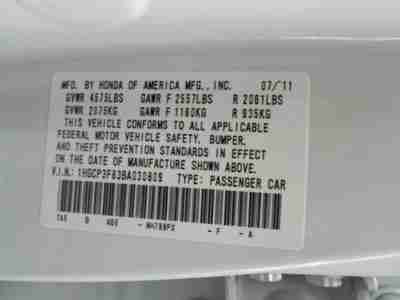 MFD. BY HONDA OF AMERICA MFG., INC. 07/11
GVWR 4575LBS GAWR F 2557LBS R 2061LBS
GVWR 2075KG GAWR F 1160KG R 935KG
THIS VEHICLE CONFORMS TO ALL APPLICABLE
FEDERAL MOTOR VEHICLE SAFETY, BUMPER,
AND THEFT PREVENTION STANDARDS IN EFFECT
ON THE DATE OF MANUFACTURE SHOWN ABOVE.
V.I.N.: 1HGCP3F83BA030809 TYPE: PASSENGER CAR
- F - A-